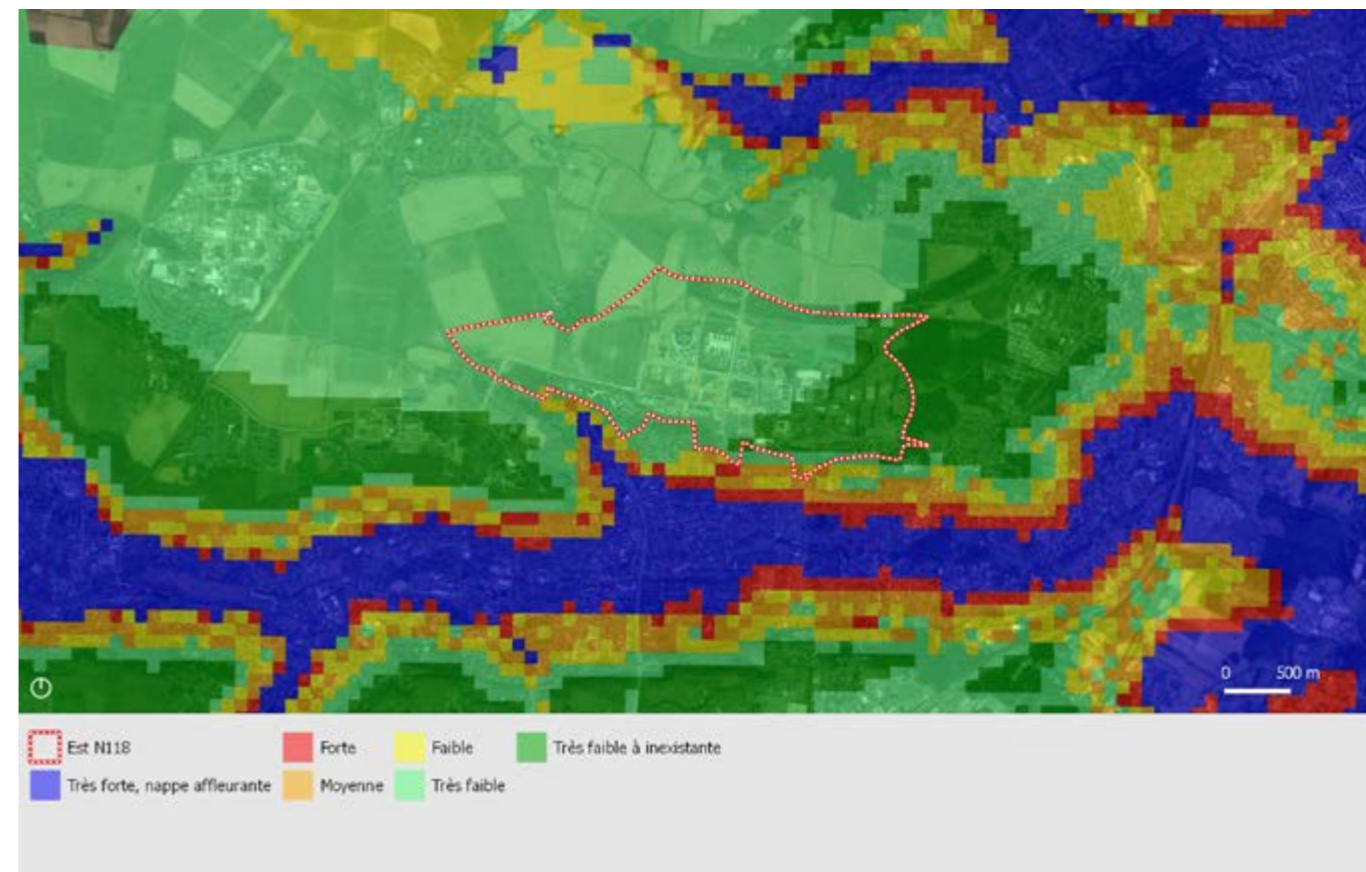 0 500 m
Est N118
Forte
Faible
Très faible à inexistante
Très forte, nappe affleurante
Moyenne
Très faible